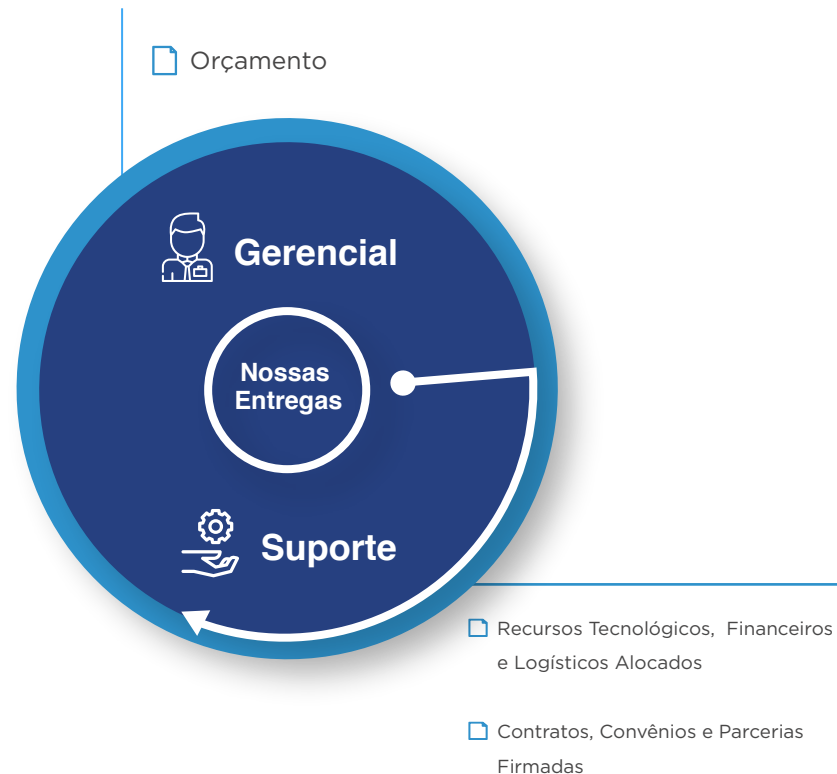 Orçamento
Gerencial
Nossas
Entregas
Suporte
Recursos Tecnológicos, Financeiros
e Logísticos Alocados
Contratos, Convênios e Parcerias
Firmadas